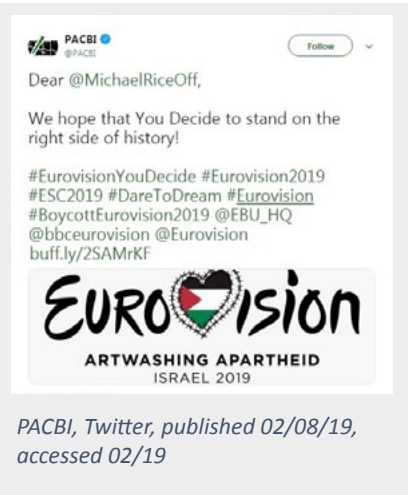 PACBI
@PACBI
Follow
Dear @MichaelRiceOff,
We hope that You Decide to stand on the
right side of history!
#EurovisionYouDecide #Eurovision2019
#ESC2019 #DareToDream #Eurovision
#BoycottEurovision2019 @EBU_HQ
@bbceurovision @Eurovision
buff.ly/2SAMrKF
EUROVISION
ARTWASHING APARTHEID
ISRAEL 2019
PACBI, Twitter, published 02/08/19,
accessed 02/19